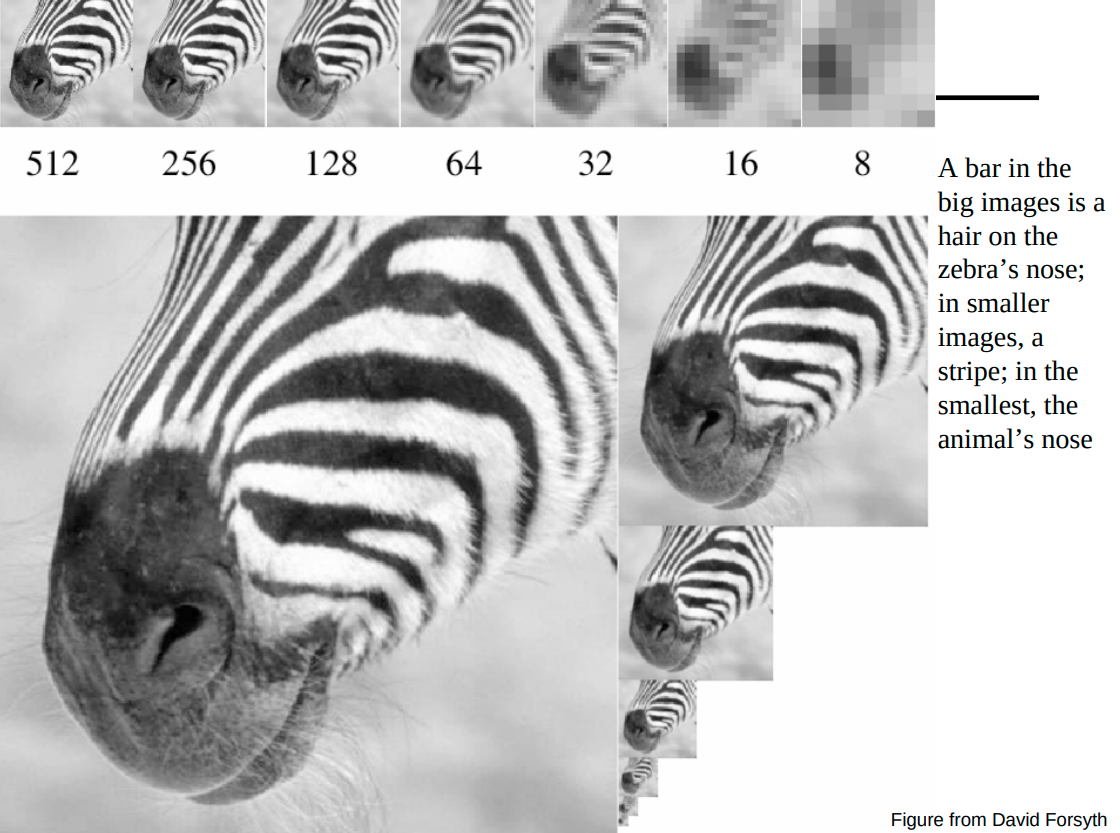 512 256 128 64 32 16 8
A bar in the
big images is a
hair on the
zebra’s nose;
in smaller
images, a
stripe; in the
smallest, the
animal’s nose
Figure from David Forsyth